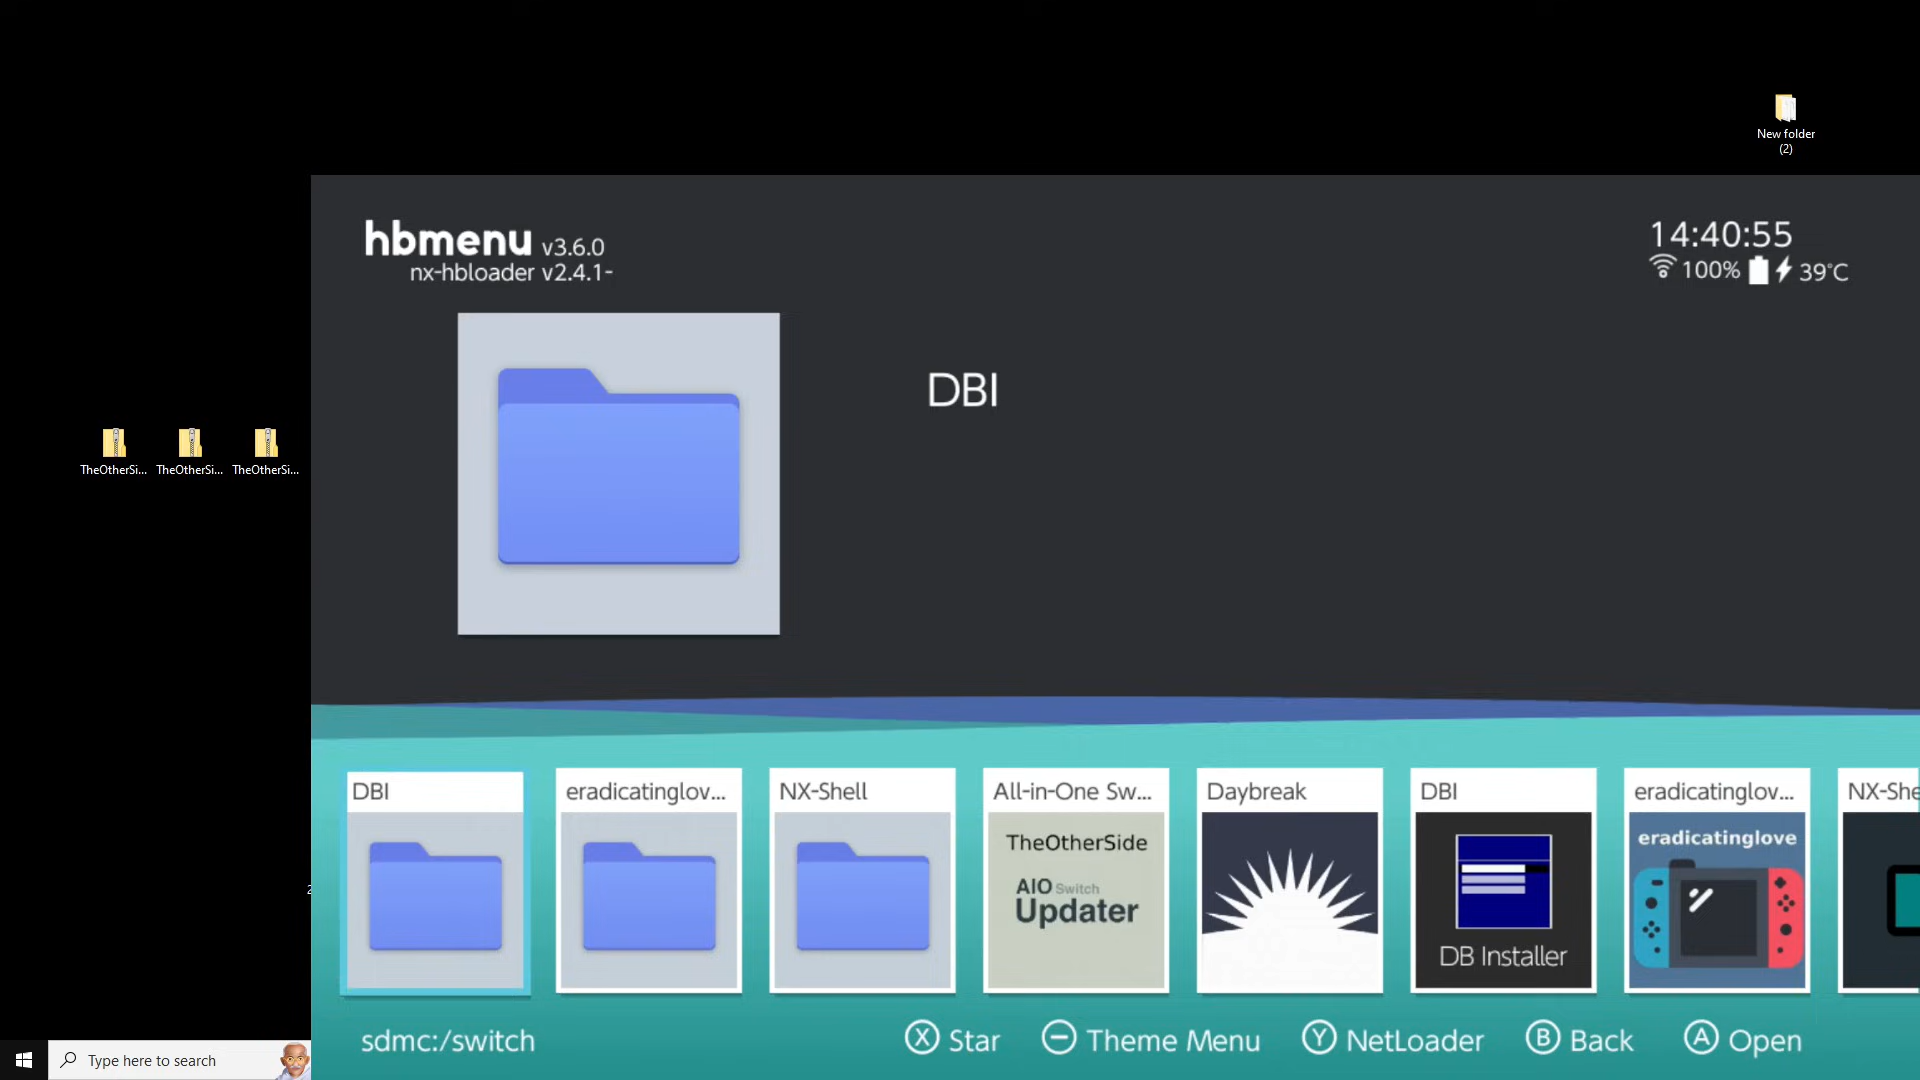 New folder
(2)
hbmenu v3.6.0
nx-hbloader v2.4.1-
14:40:55
100% 39°C
DBI
TheOtherSi... TheOtherSi... TheOtherSi...
DBI
eradicatinglov...
NX-Shell
All-in-One Sw...
TheOtherSide
AIO Switch
Updater
Daybreak
DBI
DB Installer
eradicatinglov...
eradicatinglove
NX-She
2
sdmc:/switch
X Star
Theme Menu
Y NetLoader
B Back
A Open
Type here to search